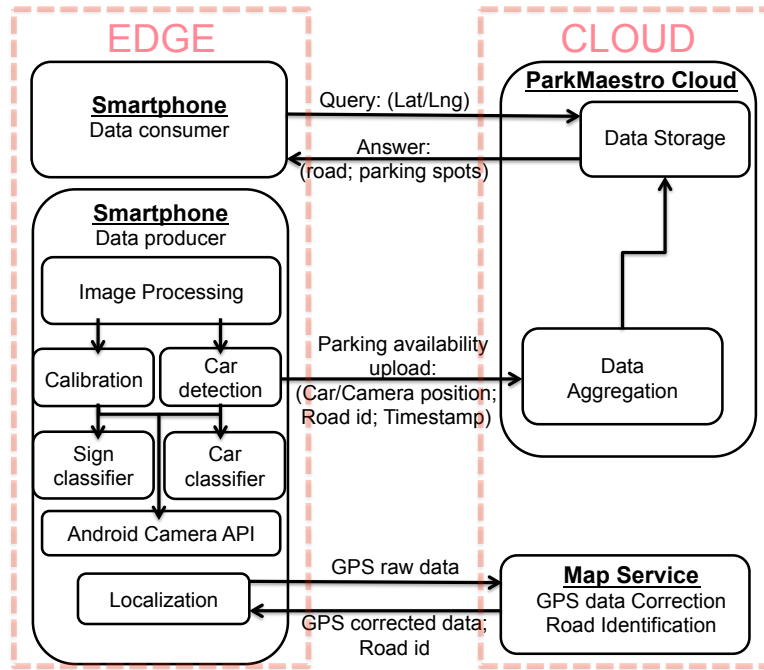 EDGE
CLOUD
Smartphone
Data consumer
Query: (Lat/Lng)
Answer:
(road; parking spots)
ParkMaestro Cloud
Data Storage
Smartphone
Data producer
Image Processing
Calibration
Car
detection
Sign
classifier
Car
classifier
Android Camera API
Localization
Parking availability
upload:
(Car/Camera position;
Road id; Timestamp)
Data
Aggregation
GPS raw data
GPS corrected data;
Road id
Map Service
GPS data Correction
Road Identification